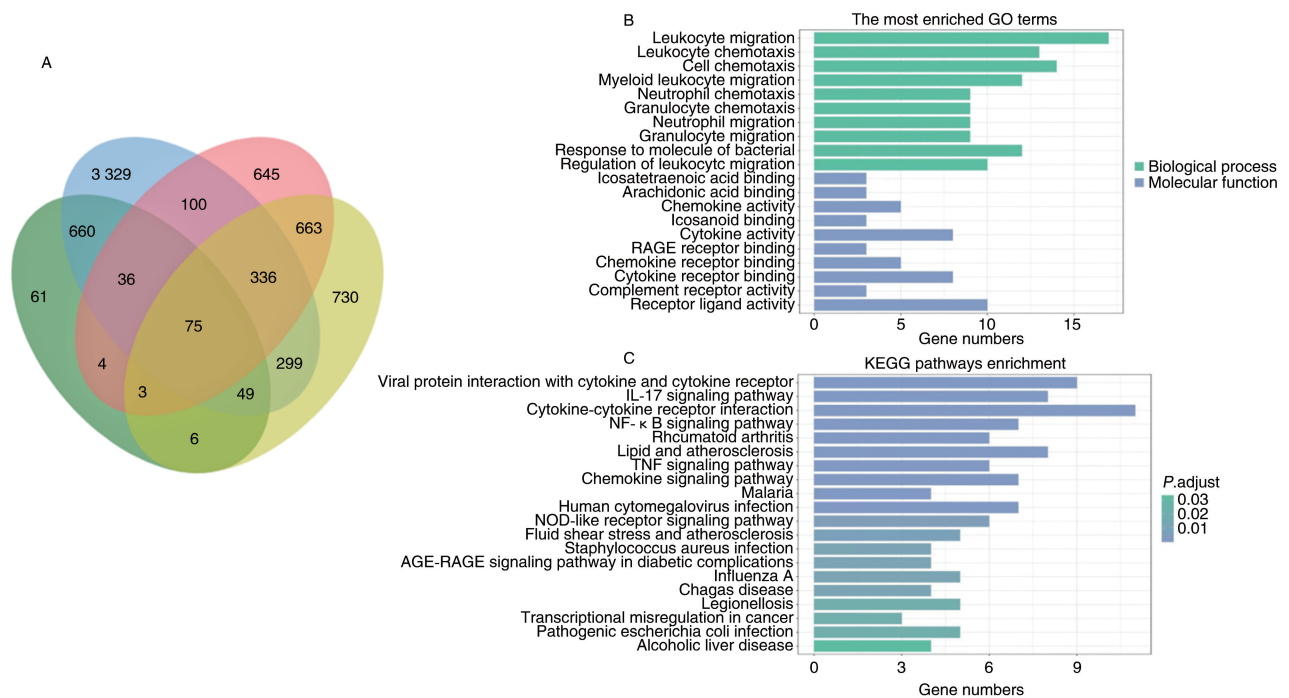 A
3 329
645
100
660
663
36
336
61
730
75
4
299
3
49
6
B
The most enriched GO terms
Leukocyte migration
Leukocyte chemotaxis
Cell chemotaxis
Myeloid leukocyte migration
Neutrophil chemotaxis
Granulocyte chemotaxis
Neutrophil migration
Granulocyte migration
Response to molecule of bacterial
Regulation of leukocytc migration
Icosatetraenoic acid binding
Arachidonic acid binding
Chemokine activity
Icosanoid binding
Cytokine activity
RAGE receptor binding
Chemokine receptor binding
Cytokine receptor binding
Complement receptor activity
Receptor ligand activity
0 5 10 15
Gene numbers
Biological process
Molecular function
C
KEGG pathways enrichment
Viral protein interaction with cytokine and cytokine receptor
IL-17 signaling pathway
Cytokine-cytokine receptor interaction
NF- κ B signaling pathway
Rhcumatoid arthritis
Lipid and atherosclerosis
TNF signaling pathway
Chemokine signaling pathway
Malaria
Human cytomegalovirus infection
NOD-like receptor signaling pathway
Fluid shear stress and atherosclerosis
Staphylococcus aureus infection
AGE-RAGE signaling pathway in diabetic complications
Influenza A
Chagas disease
Legionellosis
Transcriptional misregulation in cancer
Pathogenic escherichia coli infection
Alcoholic liver disease
0 3 6 9
Gene numbers
P.adjust
0.03
0.02
0.01